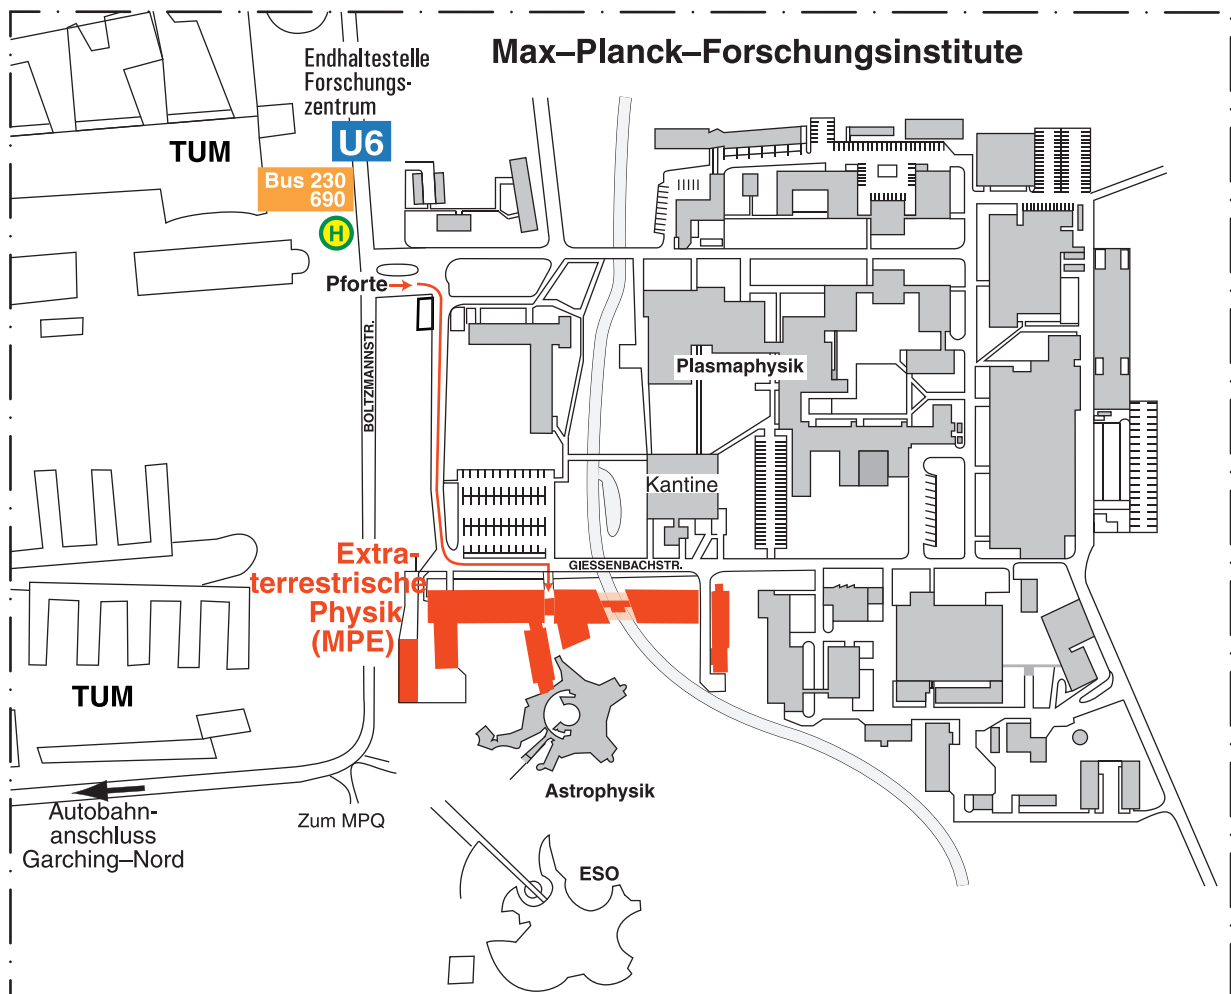 Max–Planck–Forschungsinstitute
Endhaltestelle
Forschungs-
zentrum
U6
TUM
Bus 230
690
H
Pforte
BOLTZMANNSTR.
Plasmaphysik
Kantine
GIESSENBACHSTR.
Extra-
terrestrische
Physik
(MPE)
TUM
Astrophysik
Autobahn-
anschluss
Garching–Nord
Zum MPQ
ESO